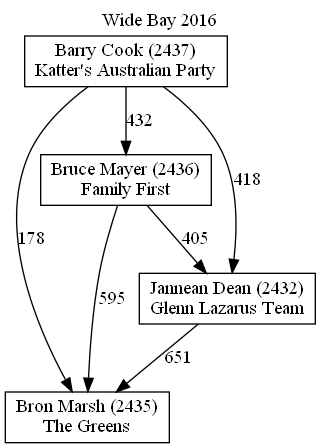 Wide Bay 2016
Barry Cook (2437)
Katter's Australian Party
432
Bruce Mayer (2436)
Family First
418
178
405
595
Jannean Dean (2432)
Glenn Lazarus Team
651
Bron Marsh (2435)
The Greens